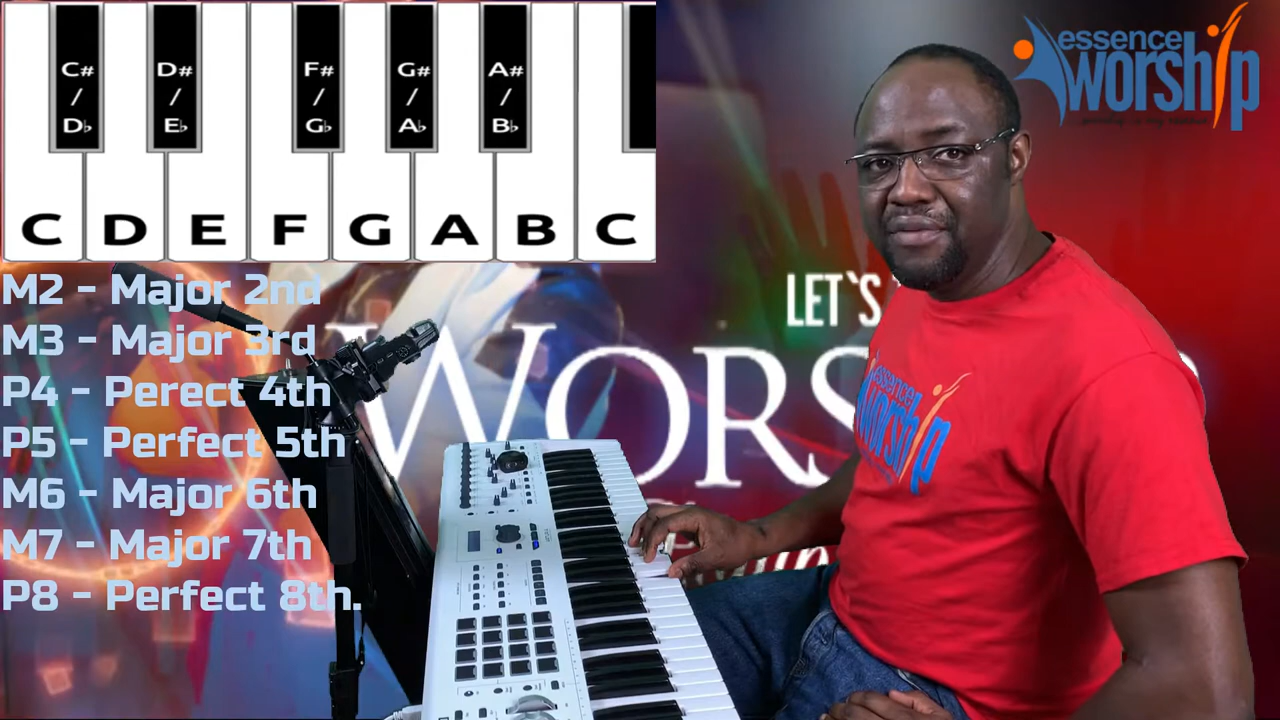 C# D# F# G# A#
/ / / / /
D♭ E♭ G♭ A♭ B♭
C D E F G A B C
M2 - Major 2nd
M3 - Major 3rd
P4 - Perect 4th
P5 - Perfect 5th
M6 - Major 6th
M7 - Major 7th
P8 - Perfect 8th.
essence
worship
LET`S
WORS
essence
worship